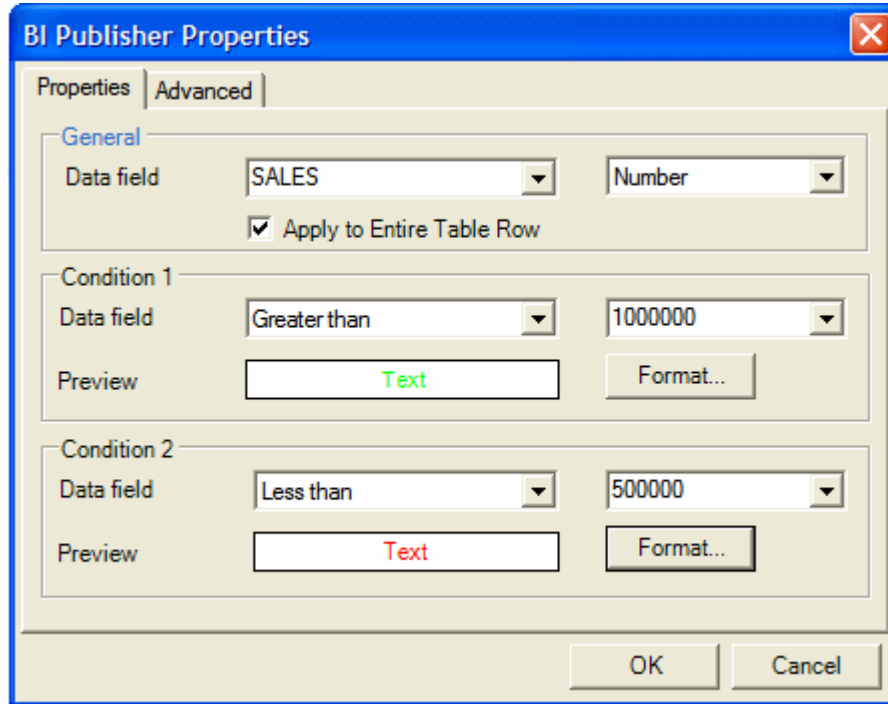 BI Publisher Properties
Properties Advanced
General
Data field SALES Number
Apply to Entire Table Row
Condition 1
Data field Greater than 1000000
Preview Text Format...
Condition 2
Data field Less than 500000
Preview Text Format...
OK Cancel